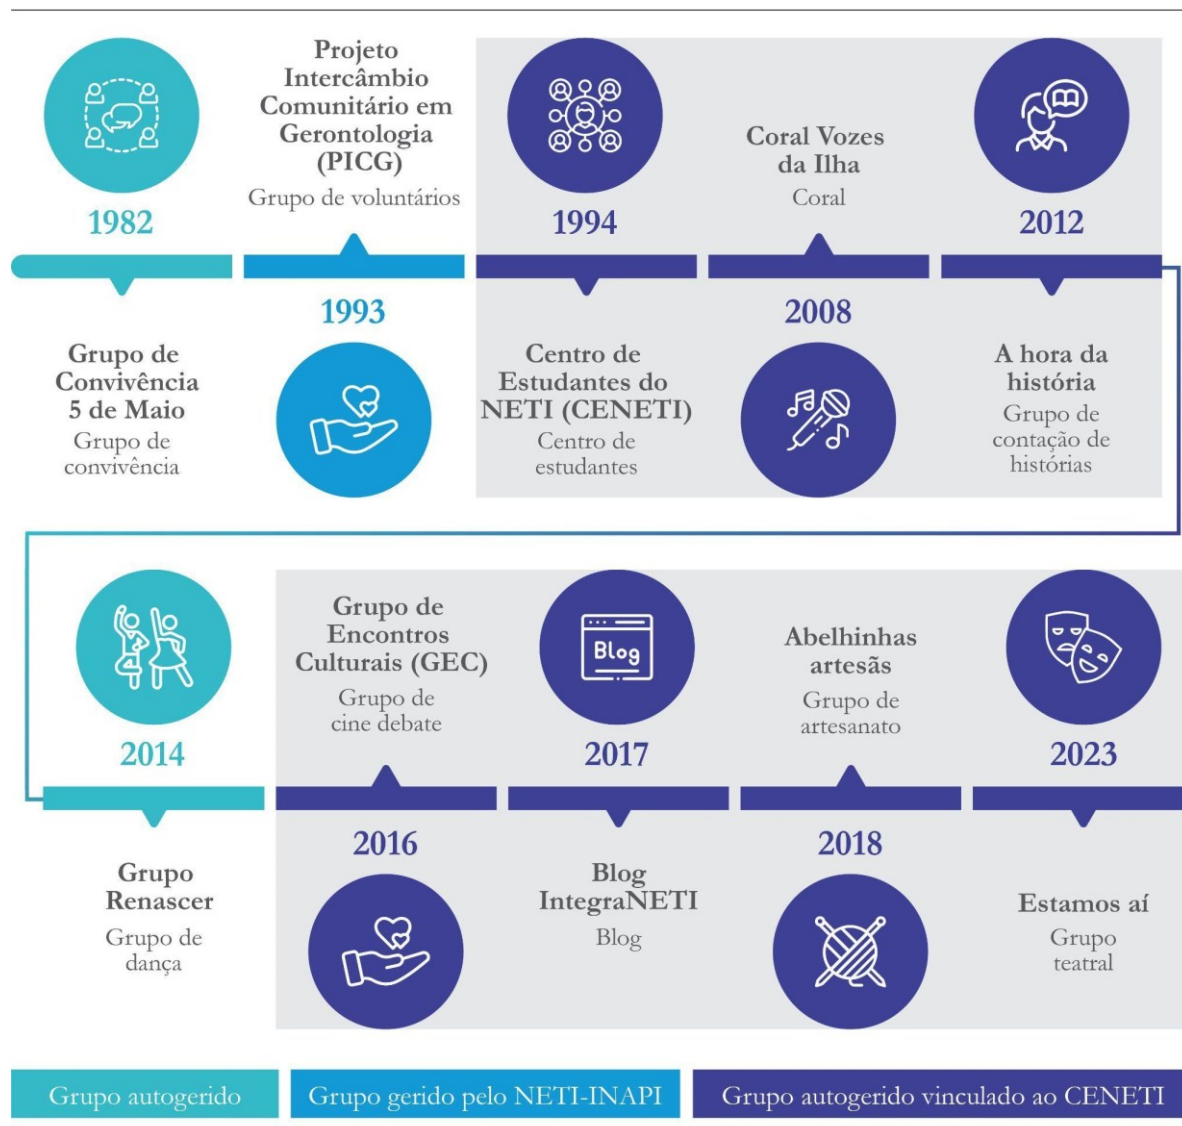 1982
Grupo de
Convivência
5 de Maio
Grupo de
convivência
Projeto
Intercâmbio
Comunitário em
Gerontologia
(PICG)
Grupo de voluntários
1993
1994
Centro de
Estudantes do
NETI (CENETI)
Centro de
estudantes
Coral Vozes
da Ilha
Coral
2008
2012
A hora da
história
Grupo de
contação de
histórias
2014
Grupo
Renascer
Grupo de
dança
Grupo de
Encontros
Culturais (GEC)
Grupo de
cine debate
2016
Blog
2017
Blog
IntegraNETI
Blog
Abelhinhas
artesãs
Grupo de
artesanato
2018
2023
Estamos aí
Grupo
teatral
Grupo autogerido
Grupo gerido pelo NETI-INAPI
Grupo autogerido vinculado ao CENETI